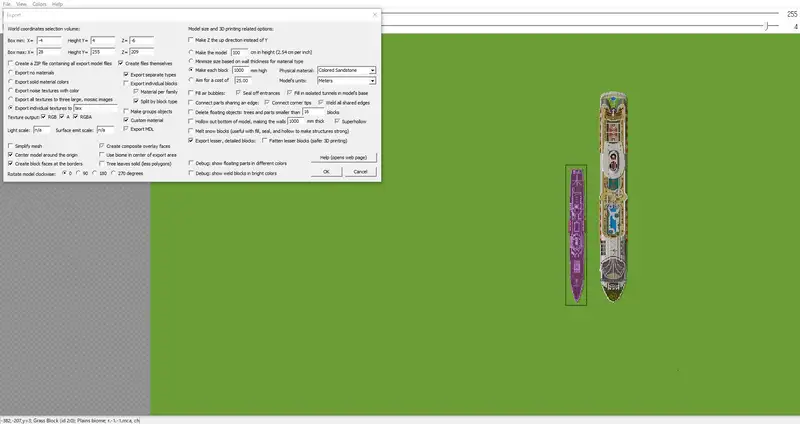 File View Colors Help
255
4
Export
World coordinates selection volume:
Box min: X= -4 Height Y= 4 Z= -6
Box max: X= 28 Height Y= 255 Z= 209
Create a ZIP file containing all export model files
Create files themselves
Export no materials
Export separate types
Export solid material colors
Export individual blocks
Export noise textures with color
Material per family
Export all textures to three large, mosaic images
Split by block type
Export individual textures to tex
Make groups objects
Texture output: RGB A RGBA
Custom material
Export MDL
Light scale: n/a Surface emit scale: n/a
Simplify mesh
Create composite overlay faces
Center model around the origin
Use biome in center of export area
Create block faces at the borders
Tree leaves solid (less polygons)
Rotate model clockwise: 0 90 180 270 degrees
Model size and 3D printing related options:
Make Z the up direction instead of Y
Make the model 300 cm in height (2.54 cm per inch)
Minimize size based on wall thickness for material type
Make each block 1000 mm high
Physical material: Colored Sandstone
Aim for a cost of 25.00
Model's units: Meters
Fill air bubbles: Seal off entrances Fill in isolated tunnels in model's base
Connect parts sharing an edge: Connect corner tips Weld all shared edges
Delete floating objects: trees and parts smaller than 16 blocks
Hollow out bottom of model, making the walls 1000 mm thick Superhollow
Melt snow blocks (useful with fill, seal, and hollow to make structures strong)
Export lesser, detailed blocks: Fatten lesser blocks (safer 3D printing)
Help (opens web page)
Debug: show floating parts in different colors
OK Cancel
Debug: show weld blocks in bright colors